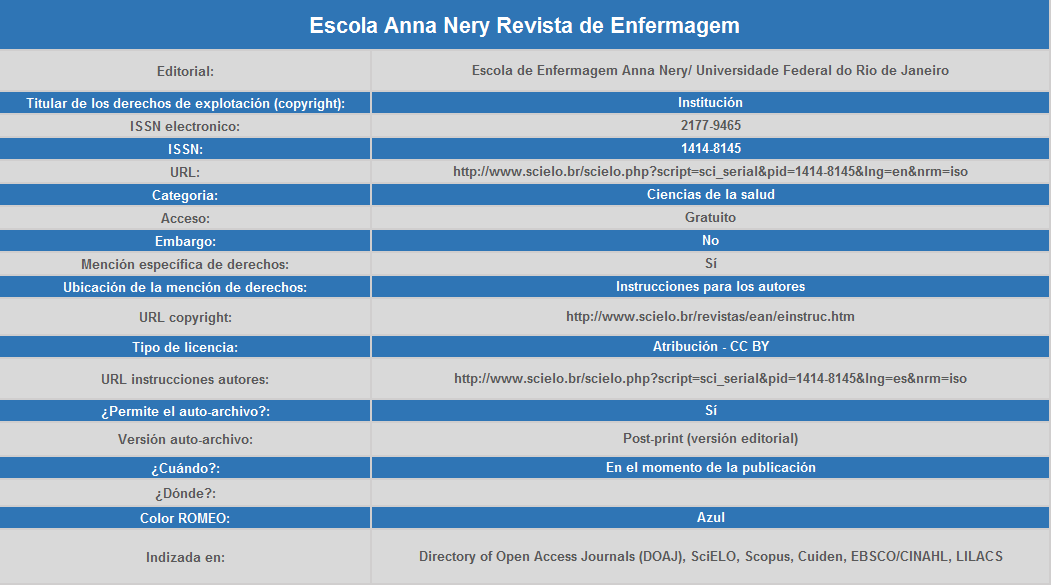 Escola Anna Nery Revista de Enfermagem
Editorial: Escola de Enfermagem Anna Nery/ Universidade Federal do Rio de Janeiro
Titular de los derechos de explotación (copyright): Institución
ISSN electronico: 2177-9465
ISSN: 1414-8145
URL: http://www.scielo.br/scielo.php?script=sci_serial&pid=1414-8145&lng=en&nrm=iso
Categoria: Ciencias de la salud
Acceso: Gratuito
Embargo: No
Mención específica de derechos: Sí
Ubicación de la mención de derechos: Instrucciones para los autores
URL copyright: http://www.scielo.br/revistas/ean/einstruc.htm
Tipo de licencia: Atribución - CC BY
URL instrucciones autores: http://www.scielo.br/scielo.php?script=sci_serial&pid=1414-8145&lng=es&nrm=iso
¿Permite el auto-archivo?: Sí
Versión auto-archivo: Post-print (versión editorial)
¿Cuándo?: En el momento de la publicación
¿Dónde?:
Color ROMEO: Azul
Indizada en: Directory of Open Access Journals (DOAJ), SciELO, Scopus, Cuiden, EBSCO/CINAHL, LILACS